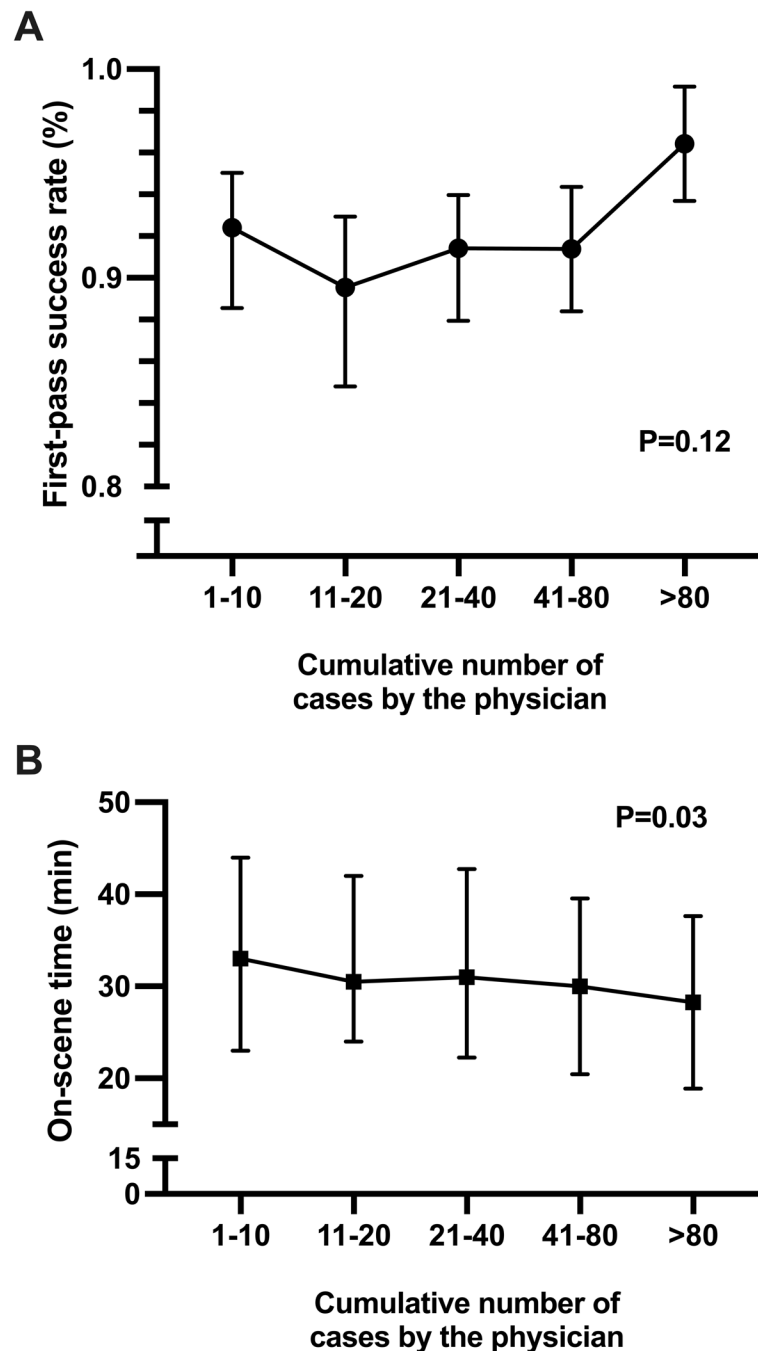 A
First-pass success rate (%)
1.0
0.9
0.8
P=0.12
1-10 11-20 21-40 41-80 >80
Cumulative number of
cases by the physician
B
On-scene time (min)
50
40
30
20
15
0
P=0.03
1-10 11-20 21-40 41-80 >80
Cumulative number of
cases by the physician